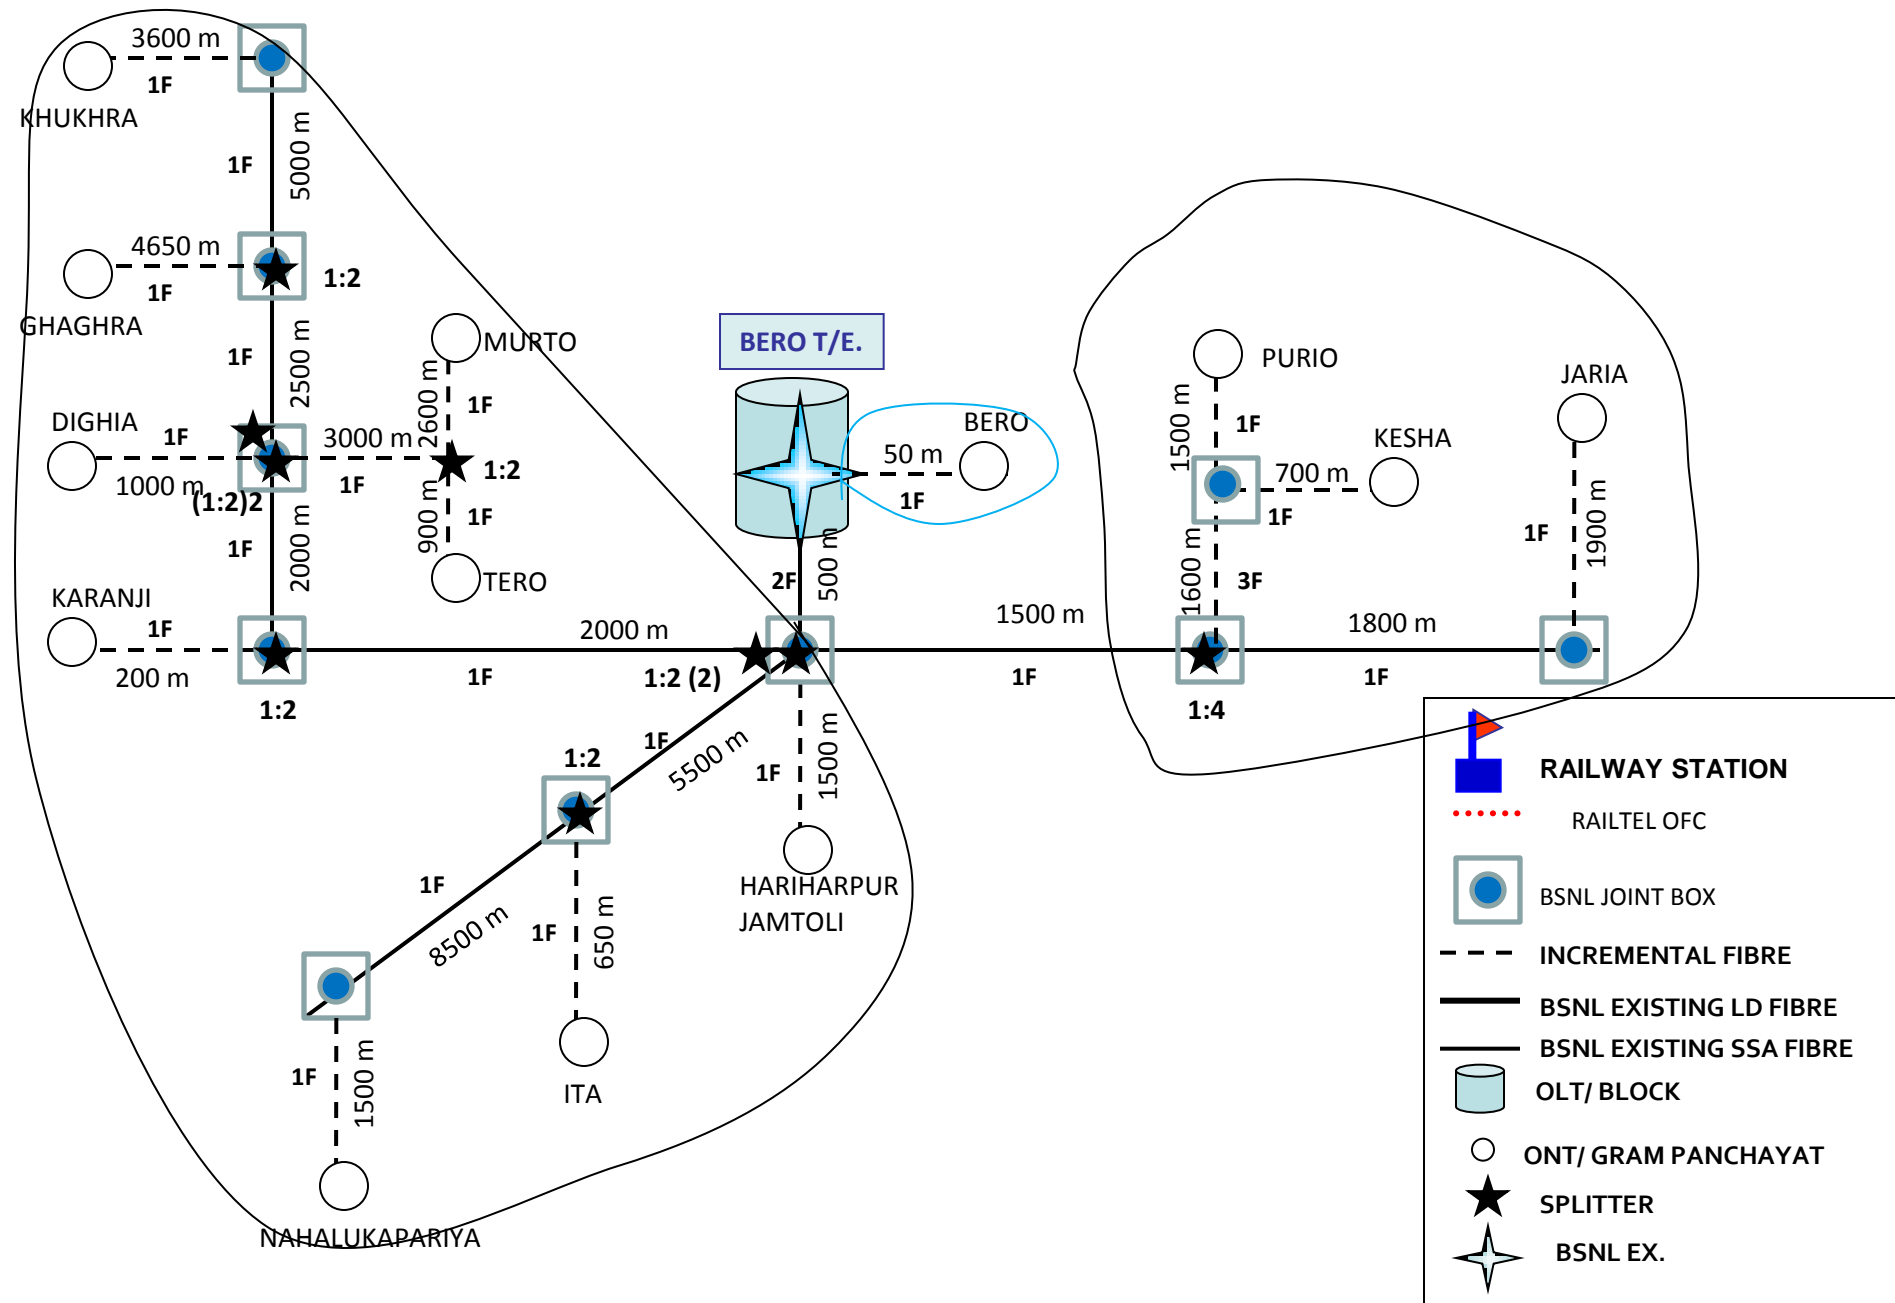 3600 m
1F
KHUKHRA
1F
5000 m
4650 m
1F
1:2
GHAGHRA
1F
2500 m
MURTO
2600 m
1F
DIGHIA
1F
1000 m
(1:2)2
3000 m
1F
1:2
900 m
1F
TERO
1F
2000 m
KARANJI
1F
200 m
1:2
2000 m
1F
1:2 (2)
BERO T/E.
BERO
50 m
1F
2F
500 m
1500 m
1F
PURIO
1500 m
1F
KESHA
700 m
1F
1600 m
3F
JARIA
1F
1900 m
1800 m
1F
1:4
1F
5500 m
1:2
1F
1500 m
HARIHARPUR
JAMTOLI
1F
8500 m
1F
650 m
ITA
1F
1500 m
NAHALUKAPARIYA
RAILWAY STATION
RAILTEL OFC
BSNL JOINT BOX
INCREMENTAL FIBRE
BSNL EXISTING LD FIBRE
BSNL EXISTING SSA FIBRE
OLT/ BLOCK
ONT/ GRAM PANCHAYAT
SPLITTER
BSNL EX.